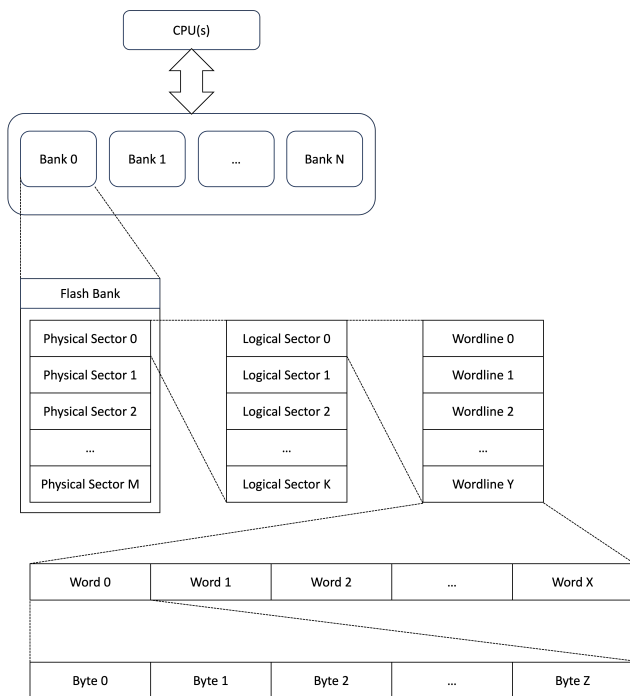 CPU(s)
Bank 0 Bank 1 ... Bank N
Flash Bank
Physical Sector 0 Logical Sector 0 Wordline 0
Physical Sector 1 Logical Sector 1 Wordline 1
Physical Sector 2 Logical Sector 2 Wordline 2
... ... ...
Physical Sector M Logical Sector K Wordline Y
Word 0 Word 1 Word 2 ... Word X
Byte 0 Byte 1 Byte 2 ... Byte Z